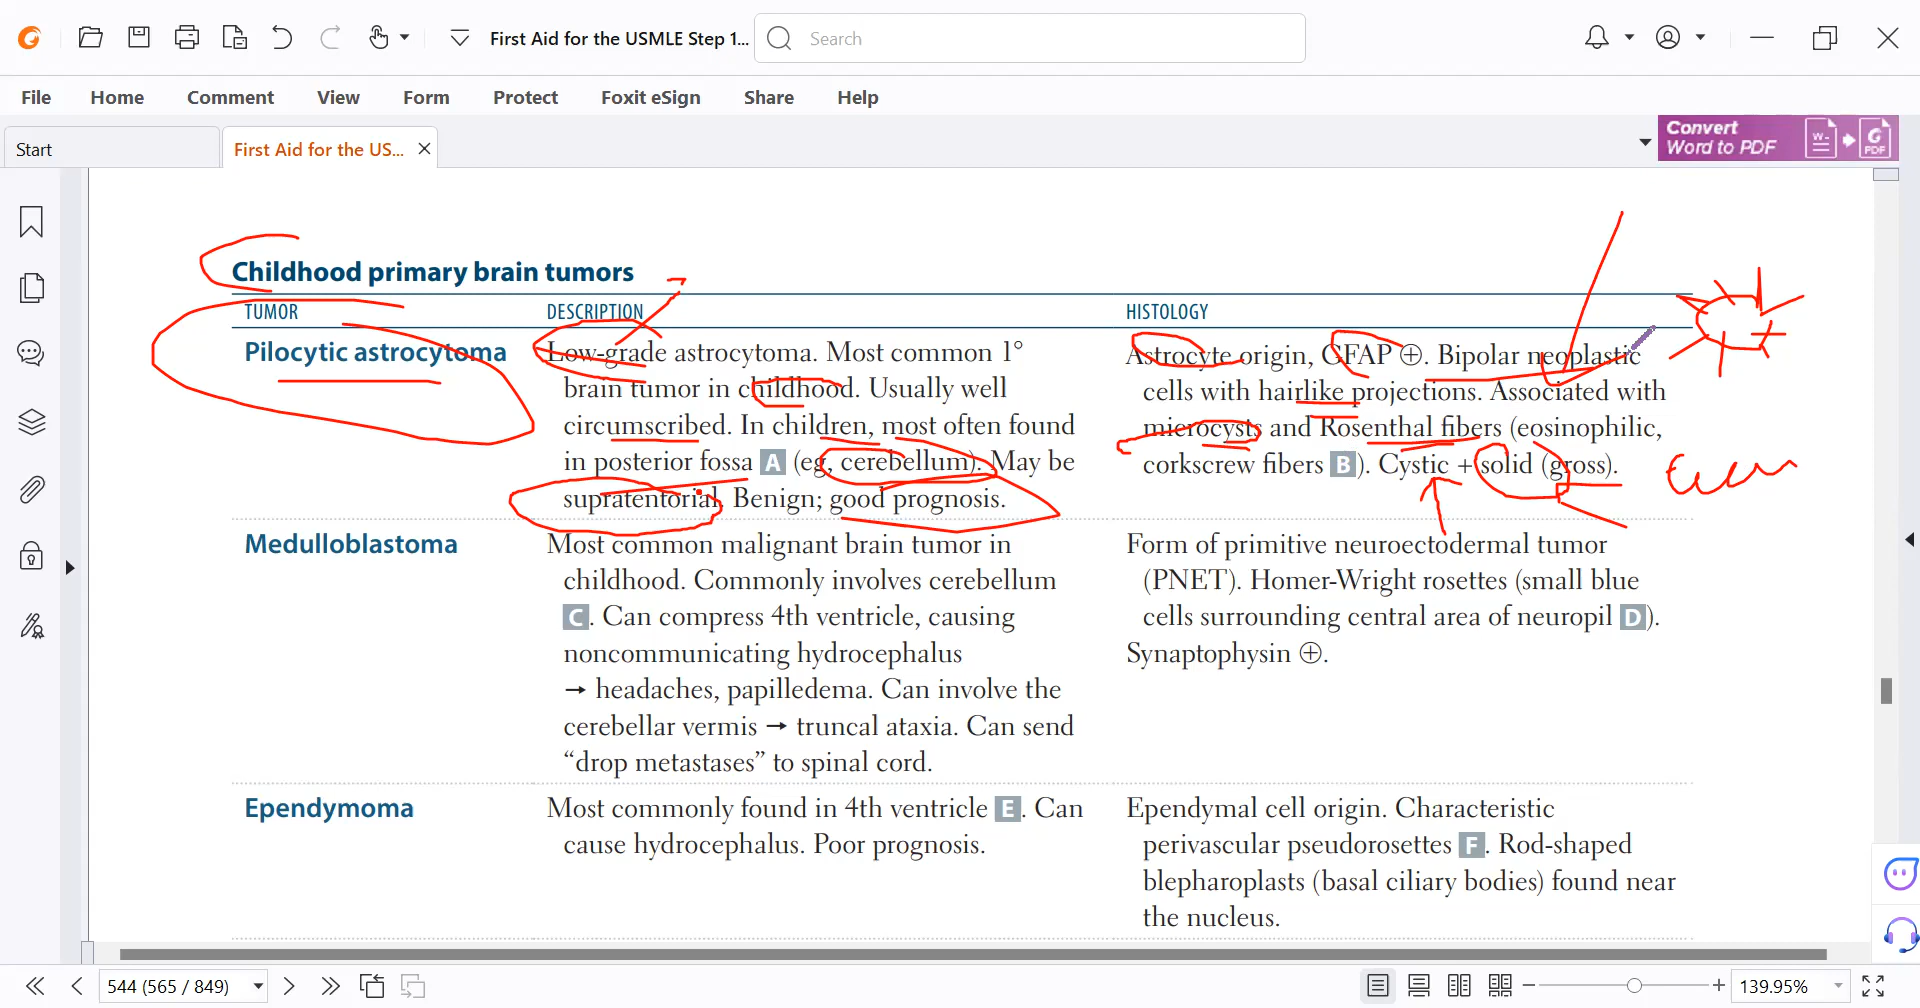 First Aid for the USMLE Step 1...
Search
File Home Comment View Form Protect Foxit eSign Share Help
Start
First Aid for the US...
Convert
Word to PDF
W
PDF
Childhood primary brain tumors
TUMOR DESCRIPTION HISTOLOGY
Pilocytic astrocytoma
Low-grade astrocytoma. Most common 1°
brain tumor in childhood. Usually well
circumscribed. In children, most often found
in posterior fossa A (eg, cerebellum). May be
supratentorial. Benign; good prognosis.
Astrocyte origin, GFAP ⊕. Bipolar neoplastic
cells with hairlike projections. Associated with
microcysts and Rosenthal fibers (eosinophilic,
corkscrew fibers B). Cystic + solid (gross).
Medulloblastoma
Most common malignant brain tumor in
childhood. Commonly involves cerebellum
C. Can compress 4th ventricle, causing
noncommunicating hydrocephalus
→ headaches, papilledema. Can involve the
cerebellar vermis → truncal ataxia. Can send
“drop metastases” to spinal cord.
Form of primitive neuroectodermal tumor
(PNET). Homer-Wright rosettes (small blue
cells surrounding central area of neuropil D).
Synaptophysin ⊕.
Ependymoma
Most commonly found in 4th ventricle E. Can
cause hydrocephalus. Poor prognosis.
Ependymal cell origin. Characteristic
perivascular pseudorosettes F. Rod-shaped
blepharoplasts (basal ciliary bodies) found near
the nucleus.
544 (565 / 849)
139.95%